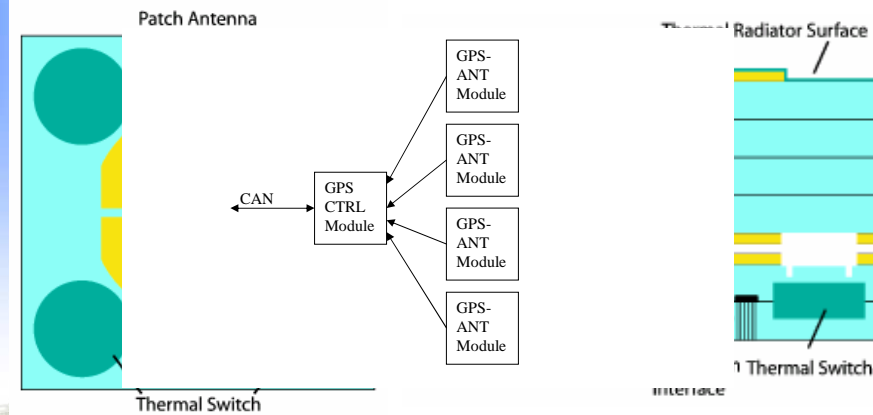 Patch Antenna
Radiator Surface
GPS-
ANT
Module
GPS-
ANT
Module
CAN
GPS
CTRL
Module
GPS-
ANT
Module
GPS-
ANT
Module
Thermal Switch
Thermal Switch